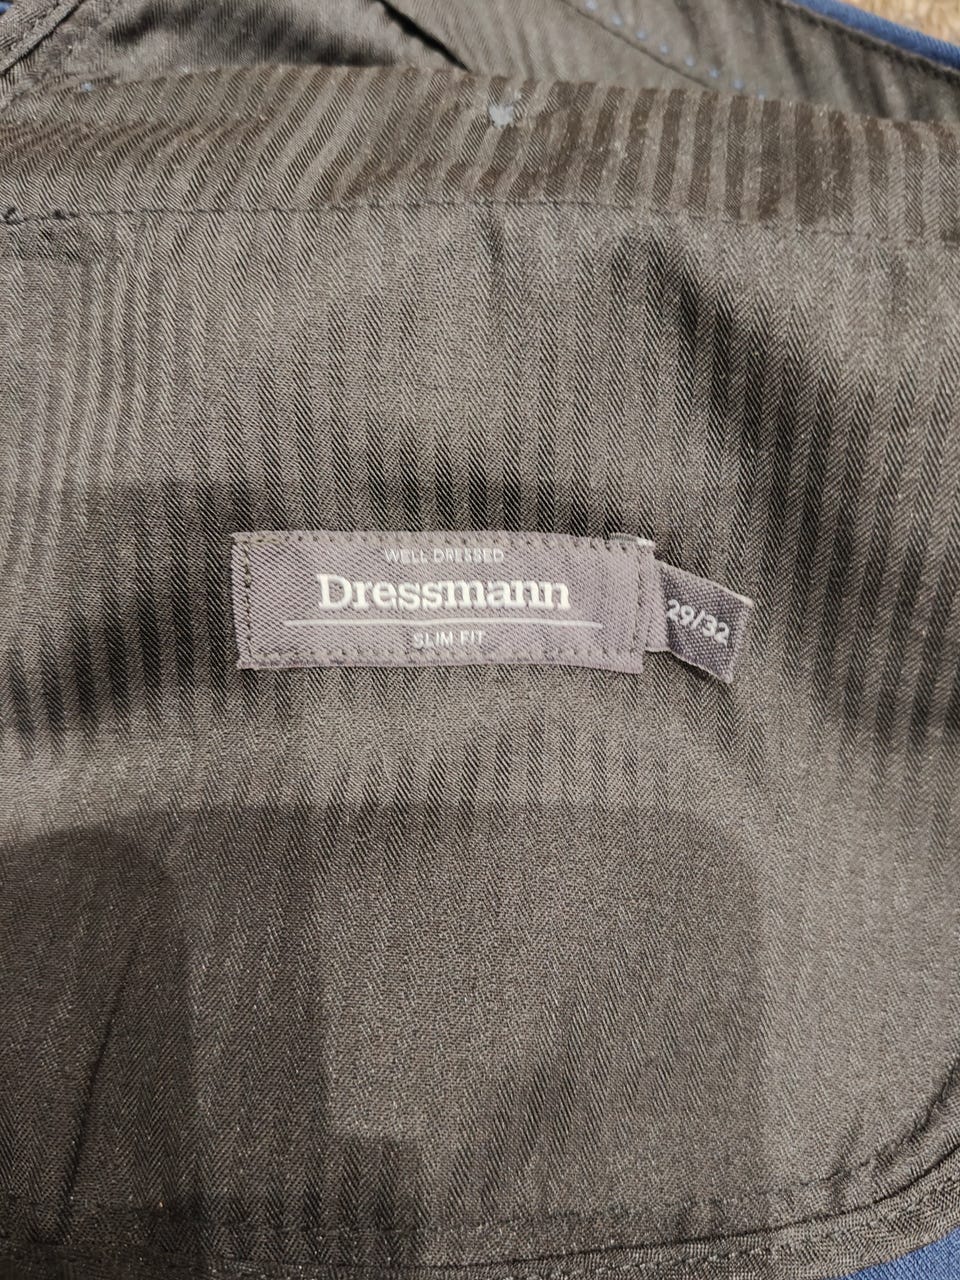 WELL DRESSED
Dressmann
SLIM FIT
29/32